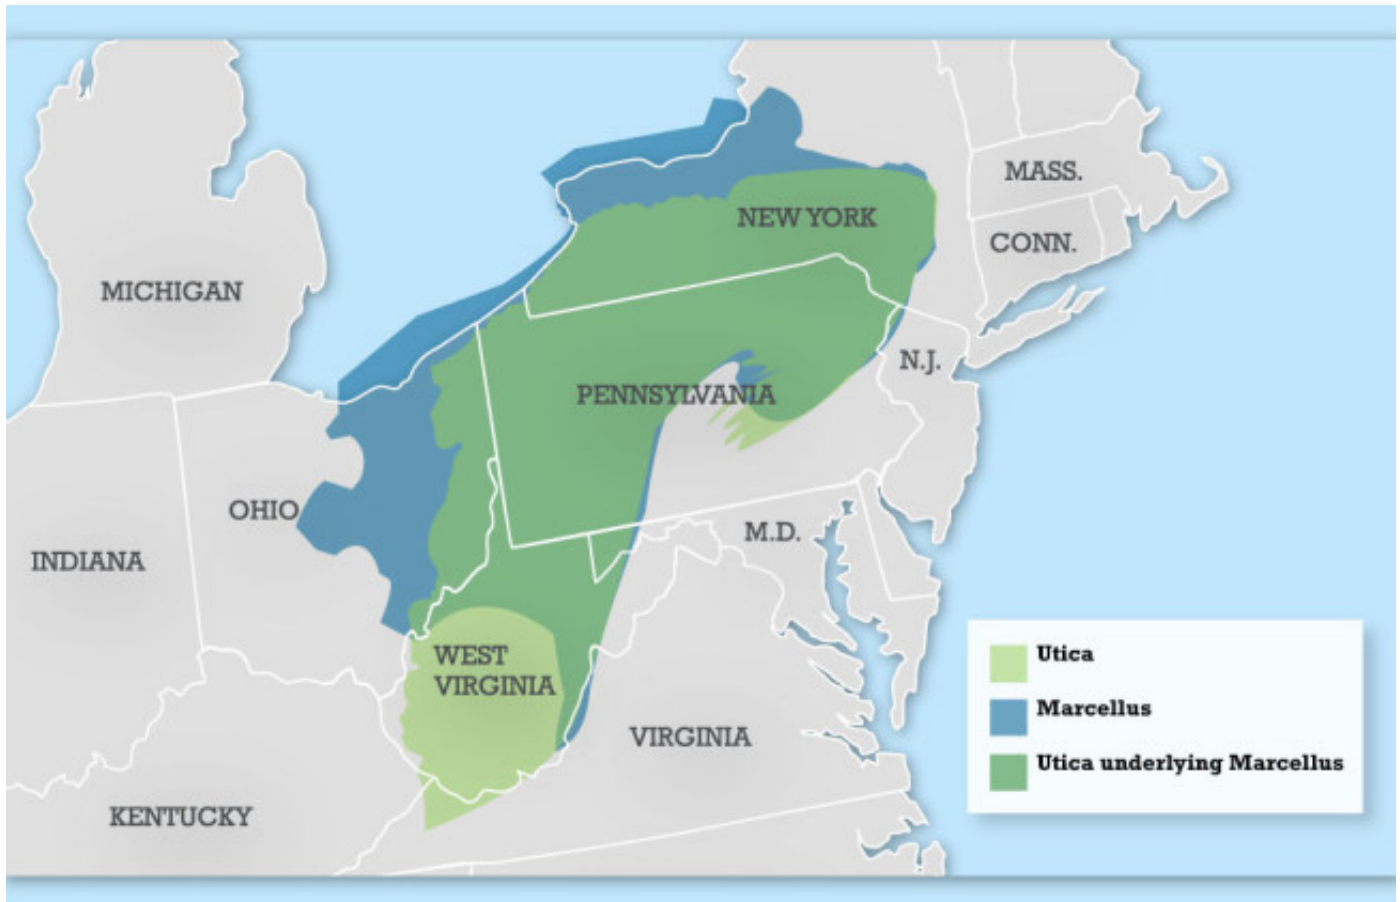 MASS.
NEW YORK
CONN.
MICHIGAN
N.J.
PENNSYLVANIA
OHIO
M.D.
INDIANA
WEST
VIRGINIA
VIRGINIA
KENTUCKY
Utica
Marcellus
Utica underlying Marcellus